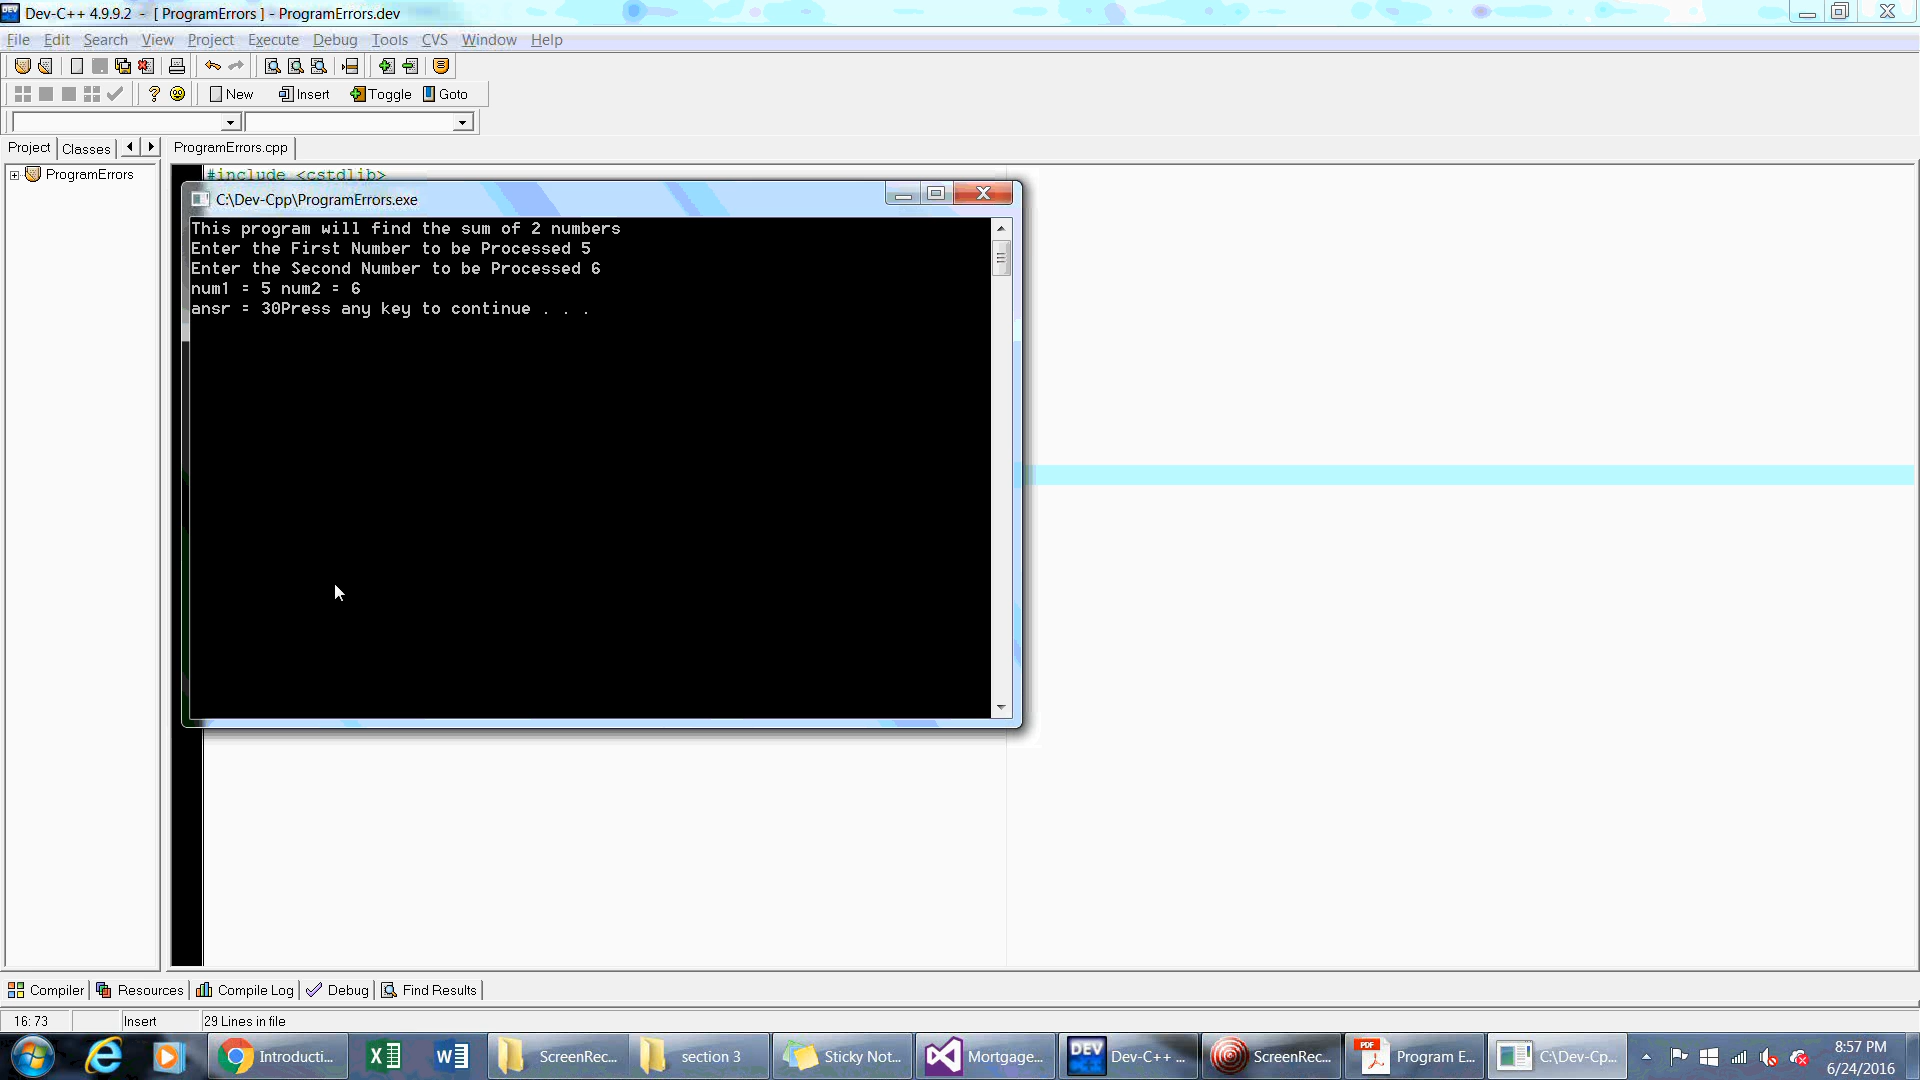 Dev-C++ 4.9.9.2 - [ ProgramErrors ] - ProgramErrors.dev
File Edit Search View Project Execute Debug Tools CVS Window Help
New Insert Toggle Goto
Project Classes ProgramErrors.cpp
ProgramErrors
#include <cstdlib>
C:\Dev-Cpp\ProgramErrors.exe
This program will find the sum of 2 numbers
Enter the First Number to be Processed 5
Enter the Second Number to be Processed 6
num1 = 5 num2 = 6
ansr = 30Press any key to continue . . .
Compiler Resources Compile Log Debug Find Results
16: 73 Insert 29 Lines in file
Introducti... ScreenRec... section 3 Sticky Not... Mortgage... DEV Dev-C++ ... ScreenRec... PDF Program E... C:\Dev-Cp... 8:57 PM
6/24/2016